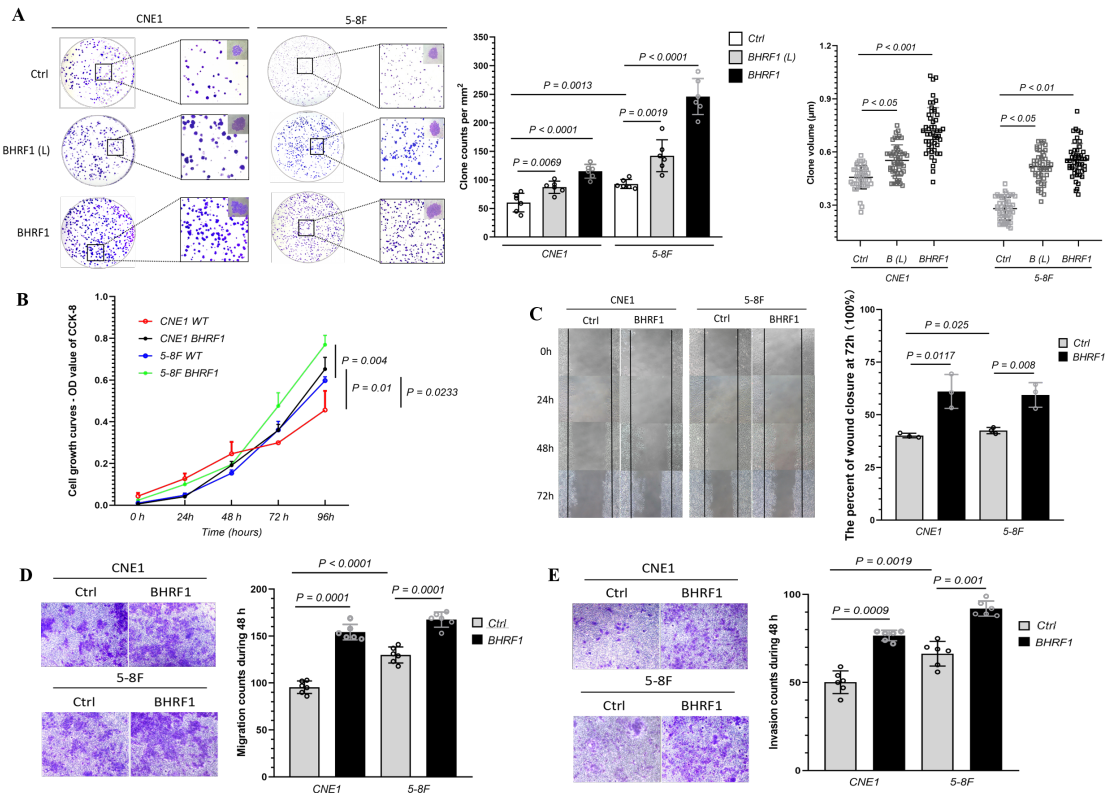 A
CNE1
5-8F
Ctrl
BHRF1 (L)
BHRF1
Clone counts per mm²
350
300
250
200
150
100
50
0
Ctrl
BHRF1 (L)
BHRF1
P < 0.0001
P = 0.0013
P = 0.0019
P < 0.0001
P = 0.0069
CNE1
5-8F
Clone volume (μm)
1.2
0.9
0.6
0.3
P < 0.001
P < 0.05
P < 0.01
P < 0.05
Ctrl B (L) BHRF1
CNE1
Ctrl B (L) BHRF1
5-8F
B
Cell growth curves - OD value of CCK-8
1.0
0.8
0.6
0.4
0.2
0.0
CNE1 WT
CNE1 BHRF1
5-8F WT
5-8F BHRF1
P = 0.004
P = 0.01
P = 0.0233
0 h 24h 48 h 72 h 96h
Time (hours)
C
CNE1
5-8F
Ctrl BHRF1 Ctrl BHRF1
0h
24h
48h
72h
The percent of wound closure at 72h (100%)
100
75
50
25
0
P = 0.025
P = 0.0117
P = 0.008
Ctrl
BHRF1
CNE1
5-8F
D
CNE1
Ctrl BHRF1
5-8F
Ctrl BHRF1
Migration counts during 48 h
200
150
100
50
0
P < 0.0001
P = 0.0001
P = 0.0001
Ctrl
BHRF1
CNE1
5-8F
E
CNE1
Ctrl BHRF1
5-8F
Ctrl BHRF1
Invasion counts during 48 h
100
50
0
P = 0.0019
P = 0.001
P = 0.0009
Ctrl
BHRF1
CNE1
5-8F